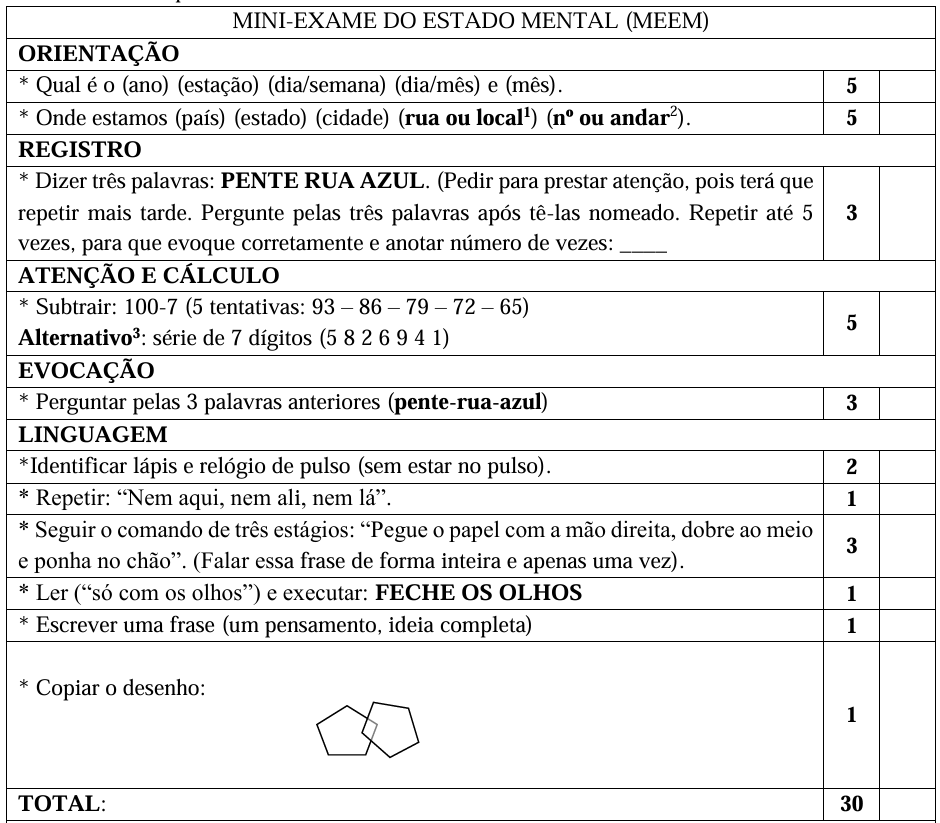 MINI-EXAME DO ESTADO MENTAL (MEEM)
ORIENTAÇÃO
* Qual é o (ano) (estação) (dia/semana) (dia/mês) e (mês). 5
* Onde estamos (país) (estado) (cidade) (rua ou local¹) (nº ou andar²). 5
REGISTRO
* Dizer três palavras: PENTE RUA AZUL. (Pedir para prestar atenção, pois terá que
repetir mais tarde. Pergunte pelas três palavras após tê-las nomeado. Repetir até 5
vezes, para que evoque corretamente e anotar número de vezes: ____
3
ATENÇÃO E CÁLCULO
* Subtrair: 100-7 (5 tentativas: 93 – 86 – 79 – 72 – 65)
Alternativo³: série de 7 dígitos (5 8 2 6 9 4 1)
5
EVOCAÇÃO
* Perguntar pelas 3 palavras anteriores (pente-rua-azul) 3
LINGUAGEM
*Identificar lápis e relógio de pulso (sem estar no pulso). 2
* Repetir: “Nem aqui, nem ali, nem lá”. 1
* Seguir o comando de três estágios: “Pegue o papel com a mão direita, dobre ao meio
e ponha no chão”. (Falar essa frase de forma inteira e apenas uma vez).
3
* Ler (“só com os olhos”) e executar: FECHE OS OLHOS 1
* Escrever uma frase (um pensamento, ideia completa) 1
* Copiar o desenho:
1
TOTAL: 30